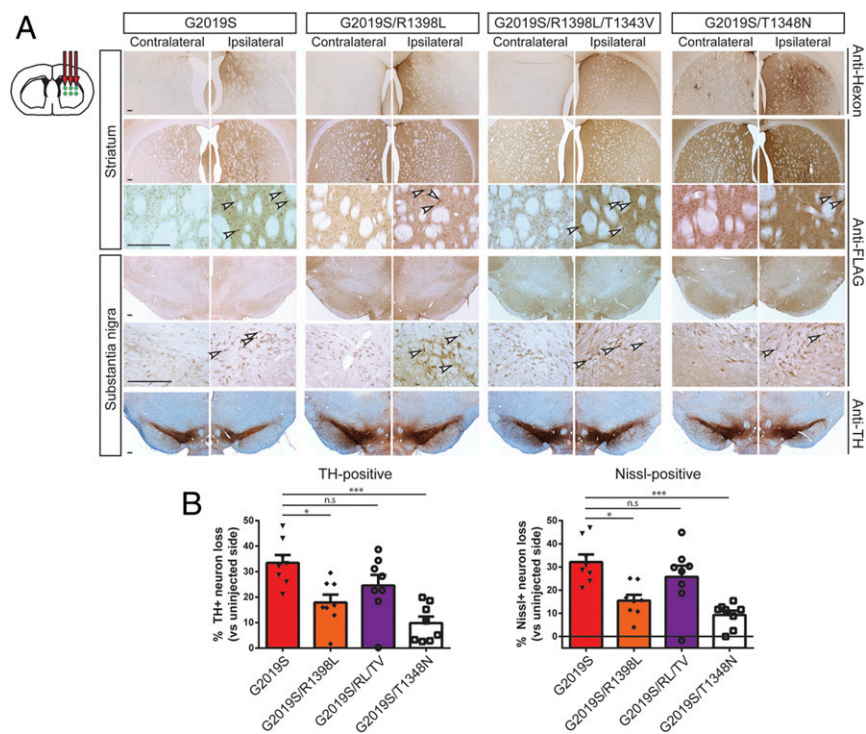 A
G2019S G2019S/R1398L G2019S/R1398L/T1343V G2019S/T1348N
Contralateral Ipsilateral Contralateral Ipsilateral Contralateral Ipsilateral Contralateral Ipsilateral
Striatum
Substantia nigra
Anti-Hexon
Anti-FLAG
Anti-TH
B
TH-positive
***
n.s
*
50
40
30
20
10
0
% TH+ neuron loss
(vs uninjected side)
G2019S
G2019S/R1398L
G2019S/RL/TV
G2019S/T1348N
Nissl-positive
***
n.s
*
50
40
30
20
10
0
% Nissl+ neuron loss
(vs uninjected side)
G2019S
G2019S/R1398L
G2019S/RL/TV
G2019S/T1348N